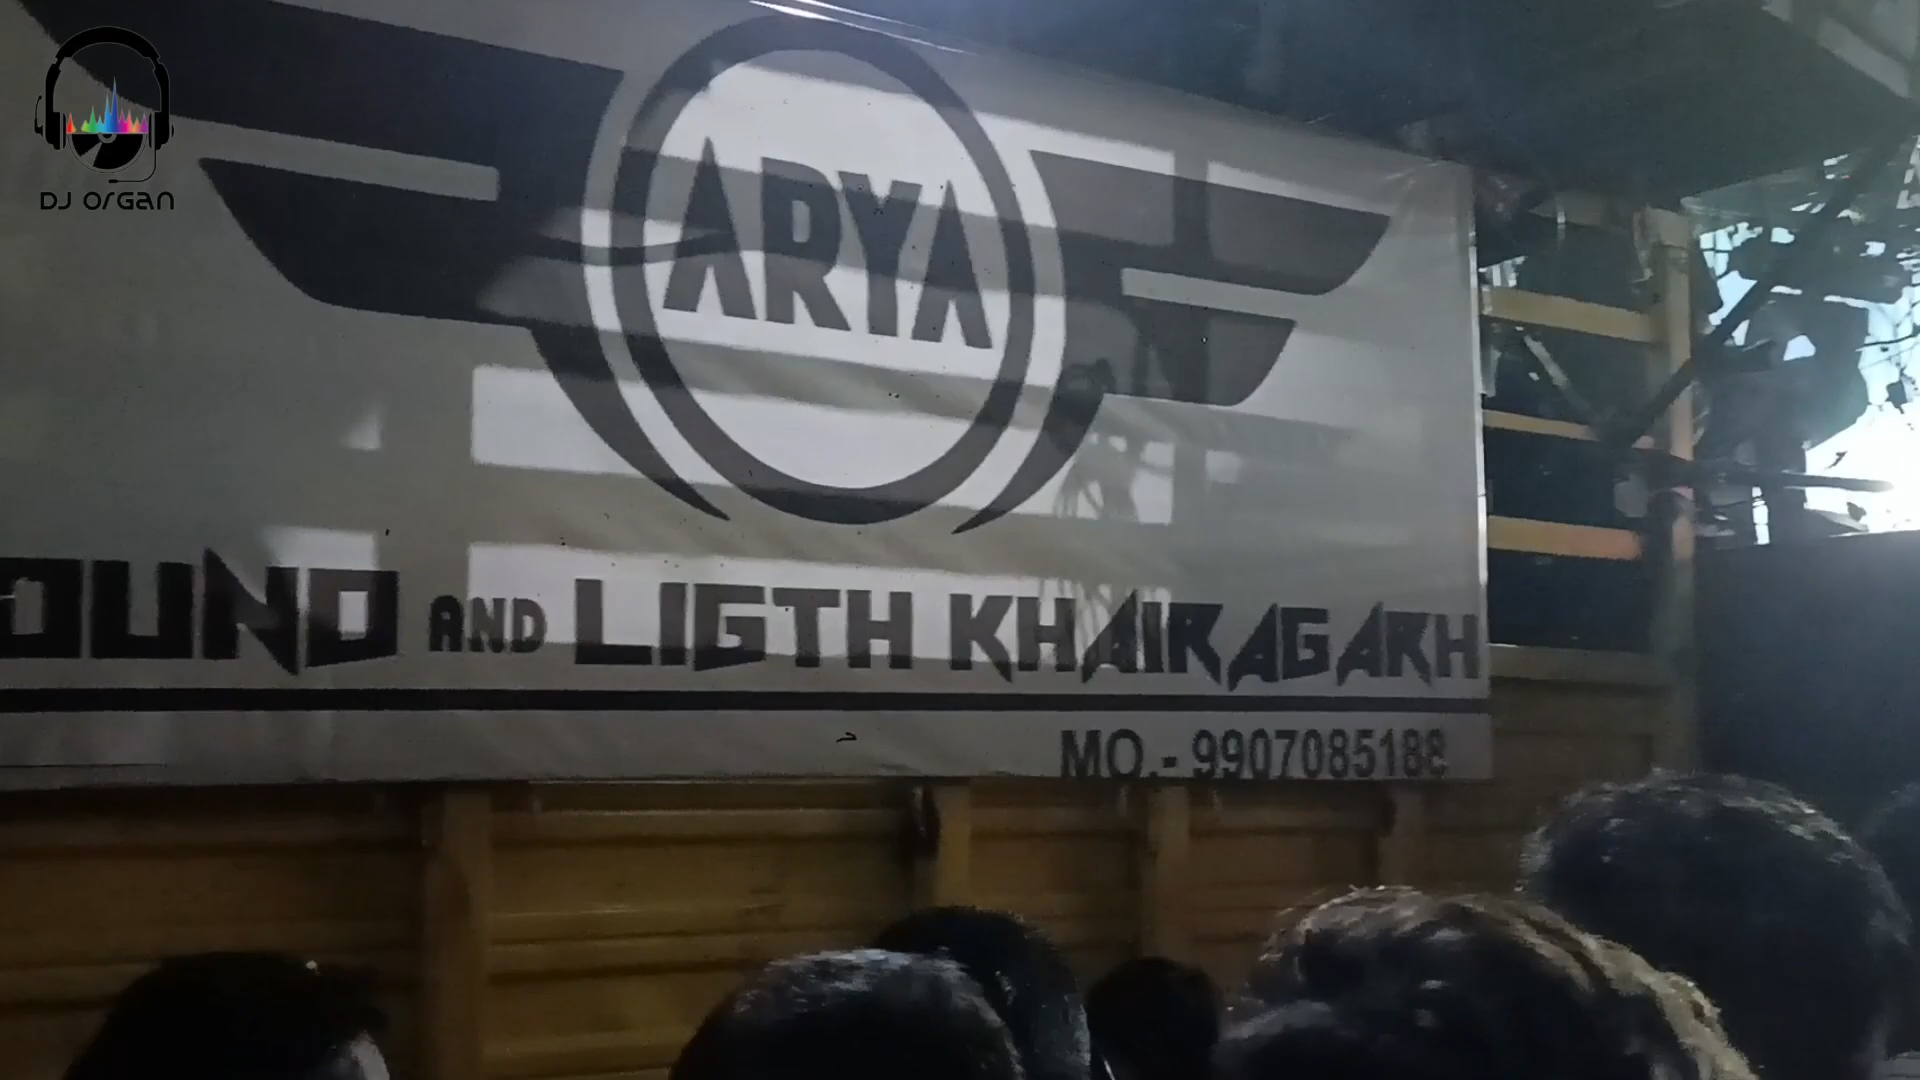 DJ Organ
ARYA
OUND AND LIGTH KHAIRAGARH
MO.- 9907085188